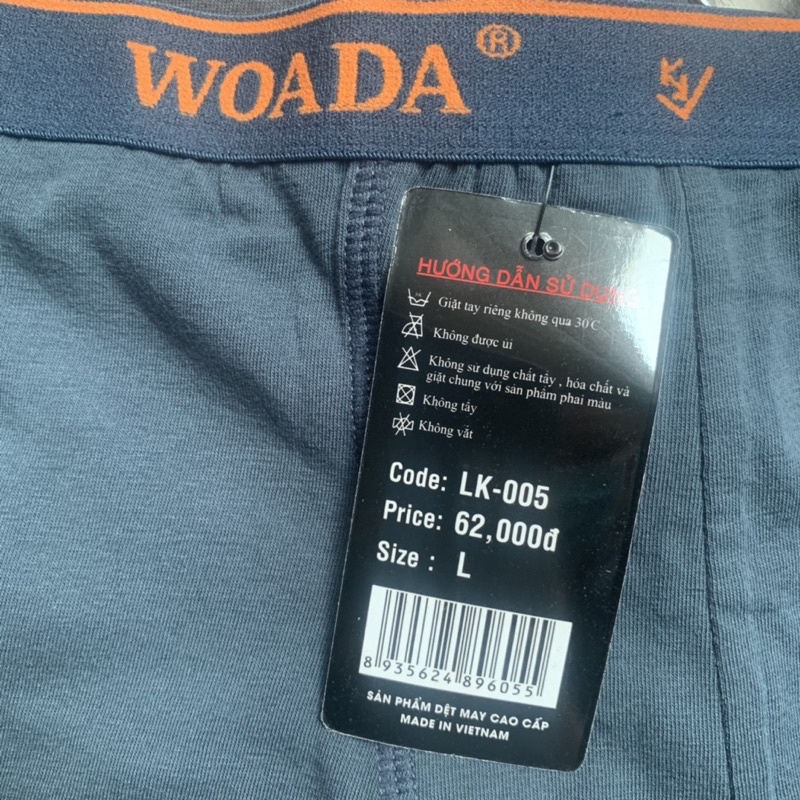 WOADA®
HƯỚNG DẪN SỬ DỤNG
Giặt tay riêng không qua 30°C
Không được ủi
Không sử dụng chất tẩy , hóa chất và
giặt chung với sản phẩm phai màu
Không tẩy
Không vắt
Code: LK-005
Price: 62,000đ
Size : L
8 935624 896055
SẢN PHẨM DỆT MAY CAO CẤP
MADE IN VIETNAM